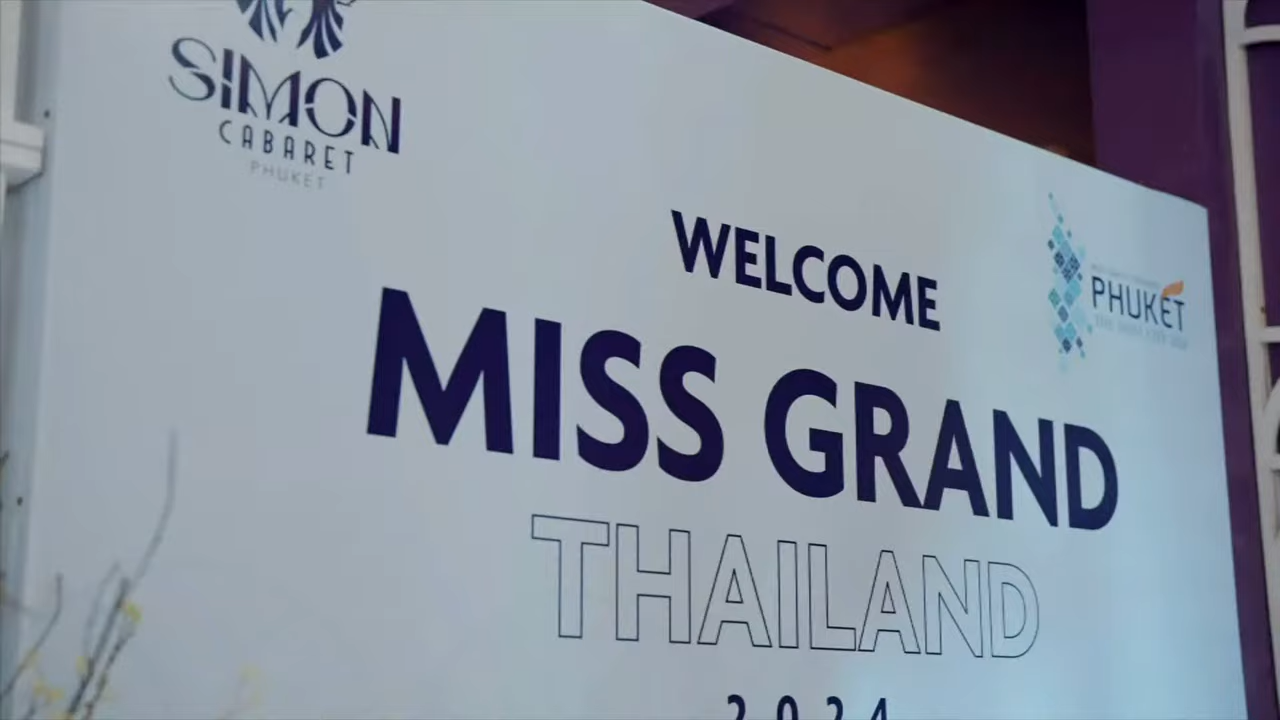 SIMON
CABARET
PHUKET
WELCOME
PHUKET
MISS GRAND
THAILAND
2024